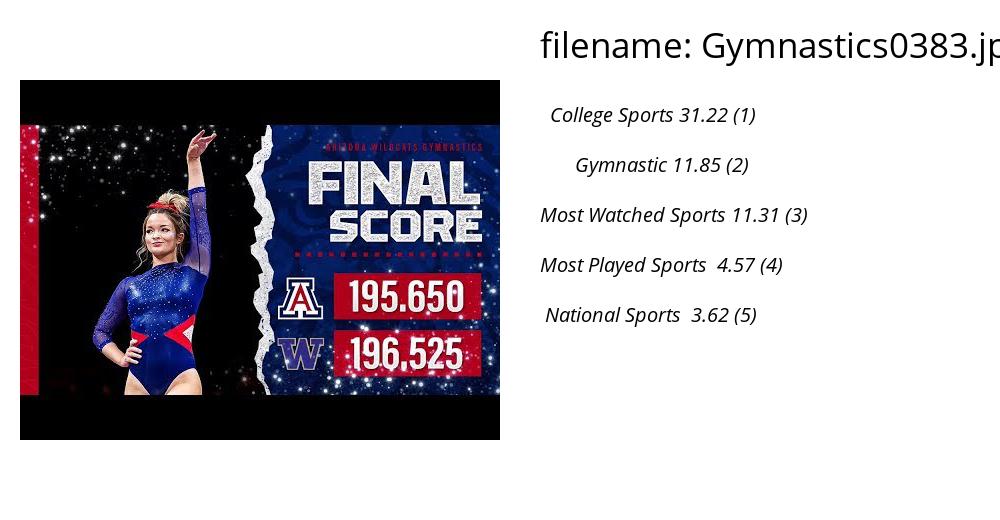 filename: Gymnastics0383.jp
ARIZONA WILDCATS GYMNASTICS
FINAL
SCORE
A
195.650
W
196.525
College Sports 31.22 (1)
Gymnastic 11.85 (2)
Most Watched Sports 11.31 (3)
Most Played Sports 4.57 (4)
National Sports 3.62 (5)